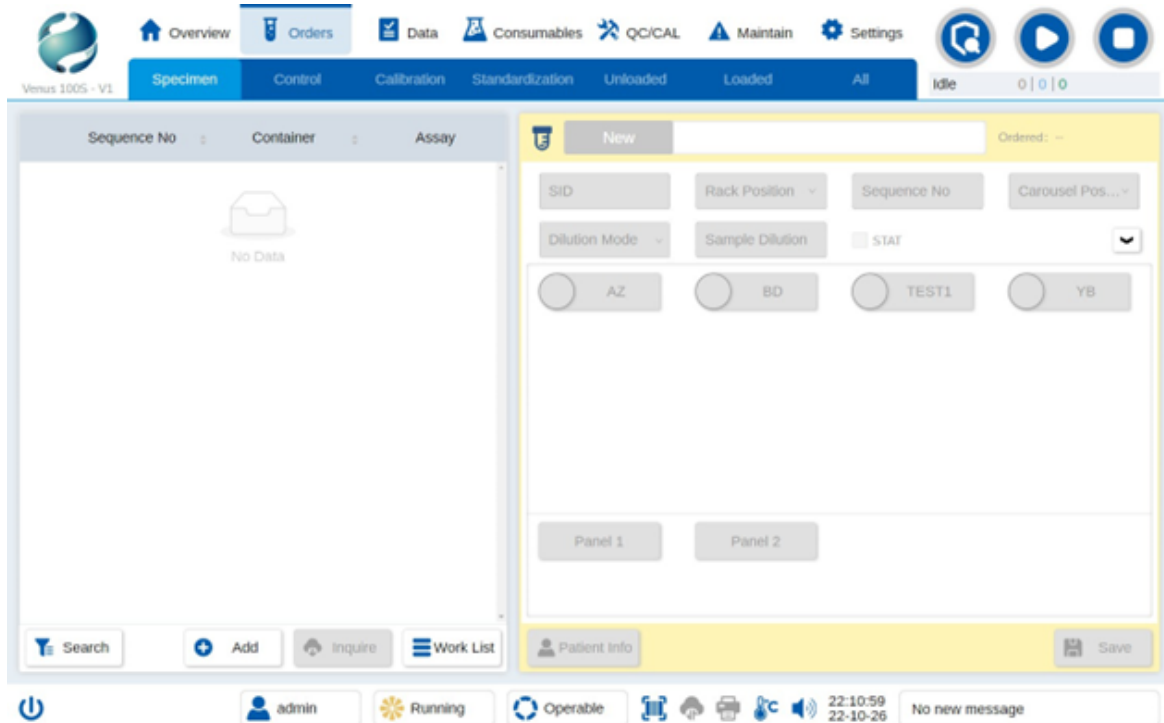 Overview Orders Data Consumables QC/CAL Maintain Settings
Venus 100S - V1
Specimen Control Calibration Standardization Unloaded Loaded All
Idle 0 | 0 | 0
Sequence No Container Assay
No Data
New Ordered: --
SID Rack Position Sequence No Carousel Pos...
Dilution Mode Sample Dilution STAT
AZ BD TEST1 YB
Panel 1 Panel 2
Search Add Inquire Work List
Patient Info Save
admin Running Operable °C 22:10:59
22-10-26
No new message